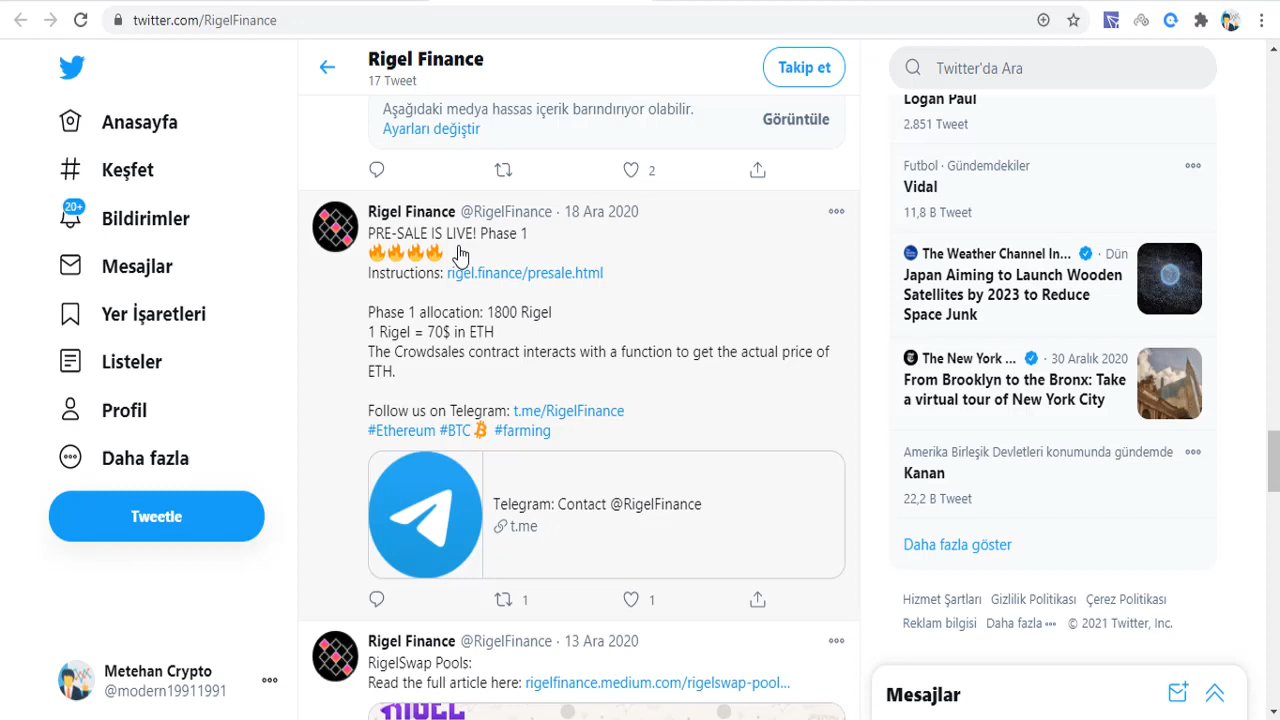 twitter.com/RigelFinance
Rigel Finance
17 Tweet
Takip et
Twitter'da Ara
Anasayfa
Keşfet
20+
Bildirimler
Mesajlar
Yer İşaretleri
Listeler
Profil
Daha fazla
Tweetle
Metehan Crypto
@modern19911991
Aşağıdaki medya hassas içerik barındırıyor olabilir.
Ayarları değiştir
Görüntüle
2
Rigel Finance @RigelFinance · 18 Ara 2020
PRE-SALE IS LIVE! Phase 1
🔥🔥🔥🔥
Instructions: rigel.finance/presale.html
Phase 1 allocation: 1800 Rigel
1 Rigel = 70$ in ETH
The Crowdsales contract interacts with a function to get the actual price of
ETH.
Follow us on Telegram: t.me/RigelFinance
#Ethereum #BTC #farming
Telegram: Contact @RigelFinance
t.me
1 1
Rigel Finance @RigelFinance · 13 Ara 2020
RigelSwap Pools:
Read the full article here: rigelfinance.medium.com/rigelswap-pool...
RIGEL
Logan Paul
2.851 Tweet
Futbol · Gündemdekiler
Vidal
11,8 B Tweet
The Weather Channel In... · Dün
Japan Aiming to Launch Wooden
Satellites by 2023 to Reduce
Space Junk
The New York ... · 30 Aralık 2020
From Brooklyn to the Bronx: Take
a virtual tour of New York City
Amerika Birleşik Devletleri konumunda gündemde
Kanan
22,2 B Tweet
Daha fazla göster
Hizmet Şartları Gizlilik Politikası Çerez Politikası
Reklam bilgisi Daha fazla ••• © 2021 Twitter, Inc.
Mesajlar